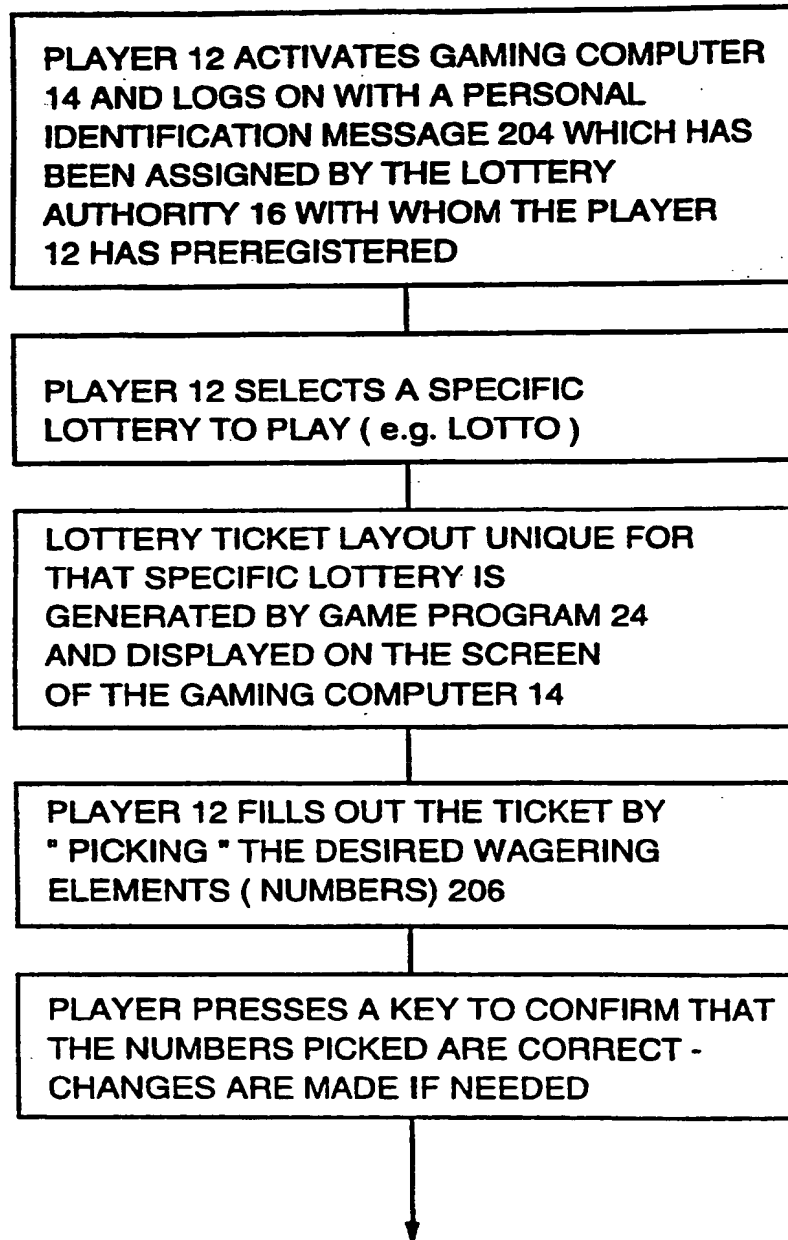 PLAYER 12 ACTIVATES GAMING COMPUTER
14 AND LOGS ON WITH A PERSONAL
IDENTIFICATION MESSAGE 204 WHICH HAS
BEEN ASSIGNED BY THE LOTTERY
AUTHORITY 16 WITH WHOM THE PLAYER
12 HAS PREREGISTERED
PLAYER 12 SELECTS A SPECIFIC
LOTTERY TO PLAY ( e.g. LOTTO )
LOTTERY TICKET LAYOUT UNIQUE FOR
THAT SPECIFIC LOTTERY IS
GENERATED BY GAME PROGRAM 24
AND DISPLAYED ON THE SCREEN
OF THE GAMING COMPUTER 14
PLAYER 12 FILLS OUT THE TICKET BY
" PICKING " THE DESIRED WAGERING
ELEMENTS ( NUMBERS) 206
PLAYER PRESSES A KEY TO CONFIRM THAT
THE NUMBERS PICKED ARE CORRECT -
CHANGES ARE MADE IF NEEDED